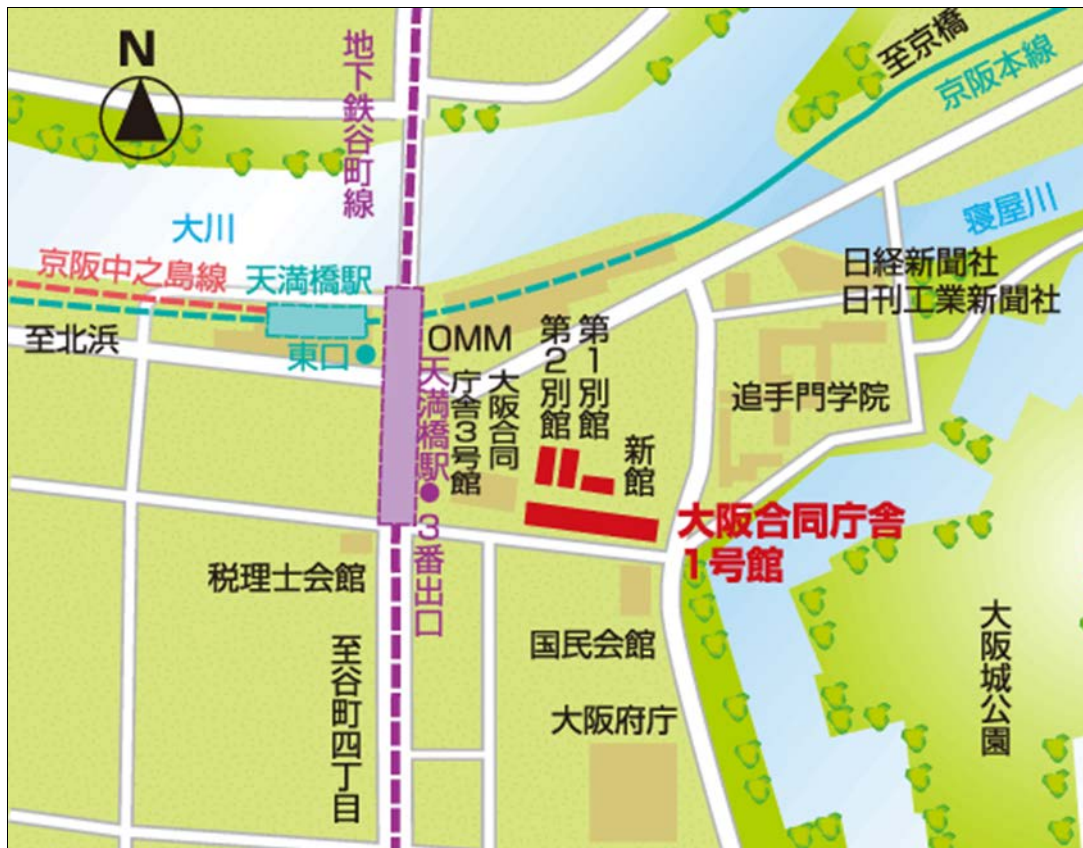 N
地下鉄谷町線
至京橋
京阪本線
大川
寝屋川
京阪中之島線
天満橋駅
日経新聞社
日刊工業新聞社
至北浜
東口
OMM
天満橋駅
3番出口
大阪合同
庁舎3号館
第2別館
第1別館
新館
追手門学院
大阪合同庁舎
1号館
税理士会館
国民会館
大阪府庁
至谷町四丁目
大阪城公園